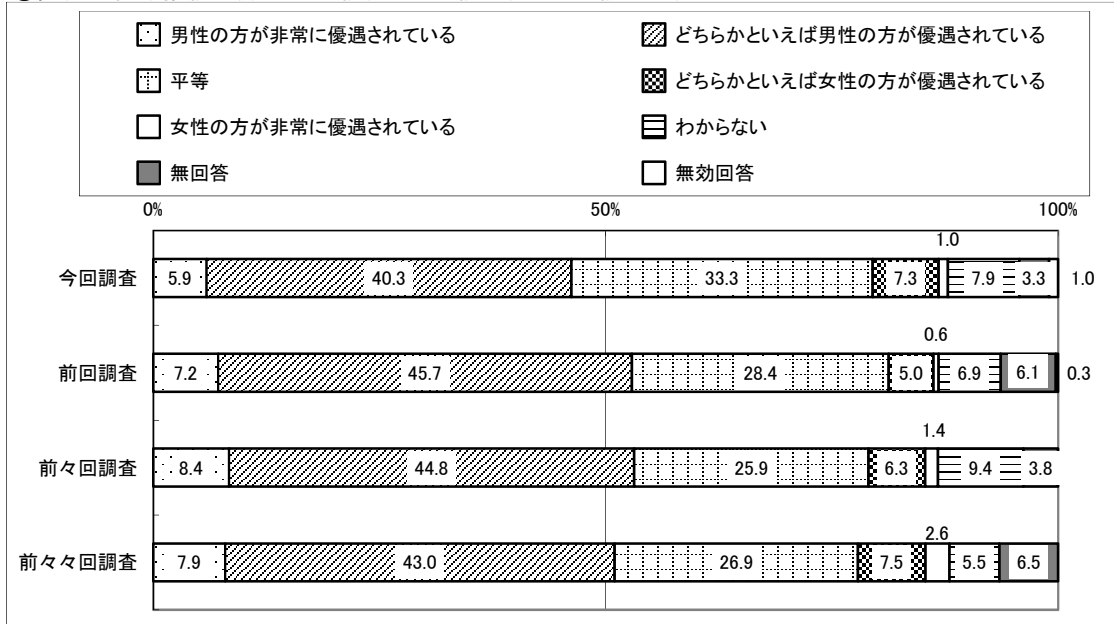 男性の方が非常に優遇されている どちらかといえば男性の方が優遇されている
平等 どちらかといえば女性の方が優遇されている
女性の方が非常に優遇されている わからない
無回答 無効回答
0% 50% 100%
1.0
今回調査 5.9 40.3 33.3 7.3 7.9 3.3 1.0
0.6
前回調査 7.2 45.7 28.4 5.0 6.9 6.1 0.3
1.4
前々回調査 8.4 44.8 25.9 6.3 9.4 3.8
2.6
前々々回調査 7.9 43.0 26.9 7.5 5.5 6.5